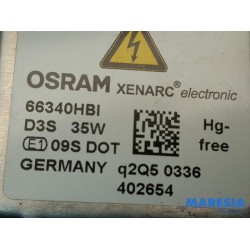 OSRAM XENARC® electronic
66340HBI
D3S 35W
Hg-
free
E1 09S DOT
GERMANY q2Q5 0336
402654
MARESIA